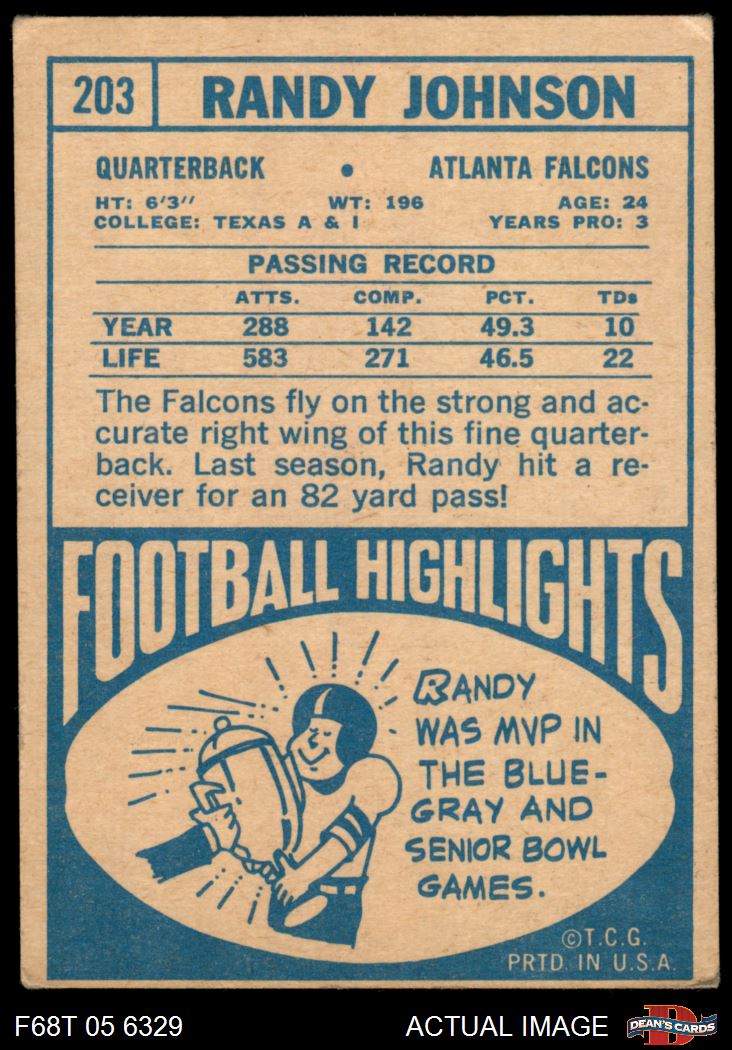 203 RANDY JOHNSON
QUARTERBACK • ATLANTA FALCONS
HT: 6'3'' WT: 196 AGE: 24
COLLEGE: TEXAS A & I YEARS PRO: 3
PASSING RECORD
ATTS. COMP. PCT. TDs
YEAR 288 142 49.3 10
LIFE 583 271 46.5 22
The Falcons fly on the strong and ac-
curate right wing of this fine quarter-
back. Last season, Randy hit a re-
ceiver for an 82 yard pass!
FOOTBALL HIGHLIGHTS
RANDY
WAS MVP IN
THE BLUE-
GRAY AND
SENIOR BOWL
GAMES.
©T.C.G.
PRTD. IN U.S.A.
F68T 05 6329 ACTUAL IMAGE D DEAN'S CARDS